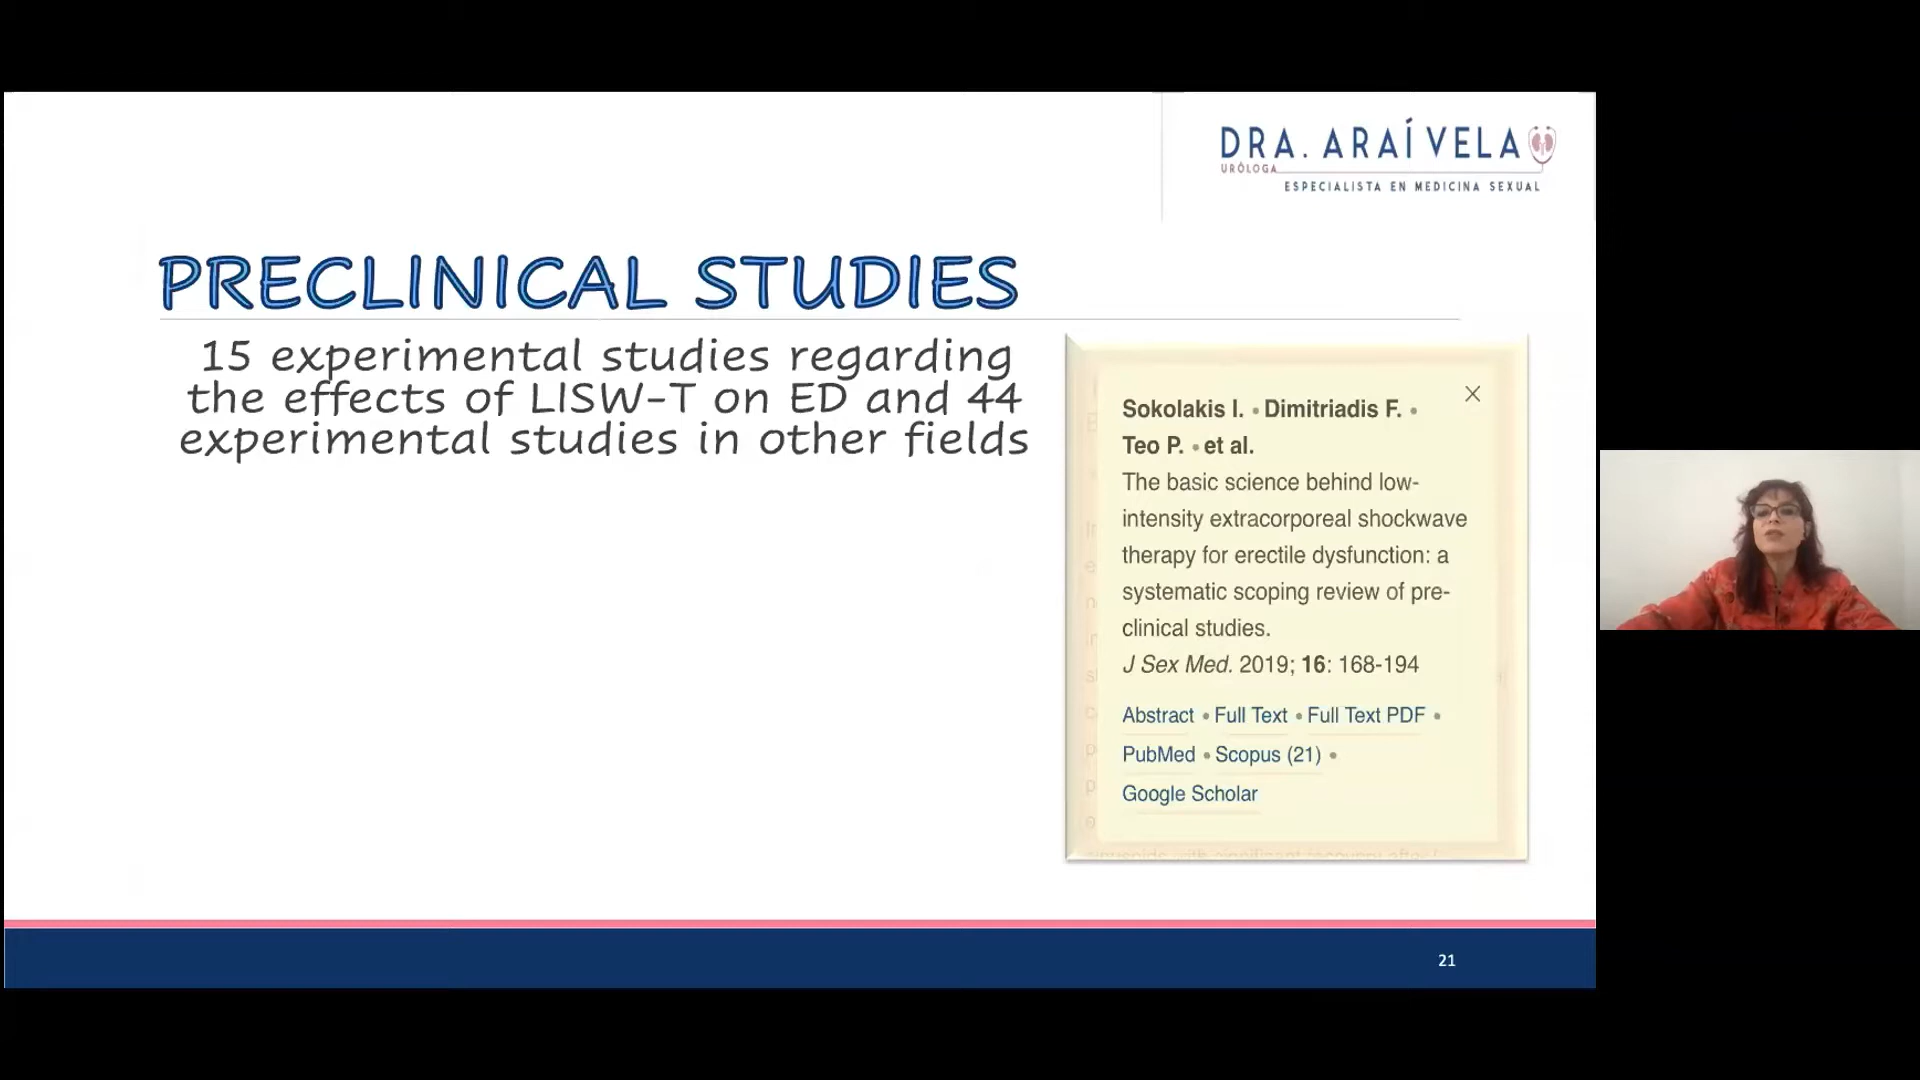 DRA. ARAÍ VELA
URÓLOGA
ESPECIALISTA EN MEDICINA SEXUAL
PRECLINICAL STUDIES
15 experimental studies regarding
the effects of LISW-T on ED and 44
experimental studies in other fields
Sokolakis I. • Dimitriadis F. •
Teo P. • et al.
The basic science behind low-
intensity extracorporeal shockwave
therapy for erectile dysfunction: a
systematic scoping review of pre-
clinical studies.
J Sex Med. 2019; 16: 168-194
Abstract • Full Text • Full Text PDF •
PubMed • Scopus (21) •
Google Scholar
21